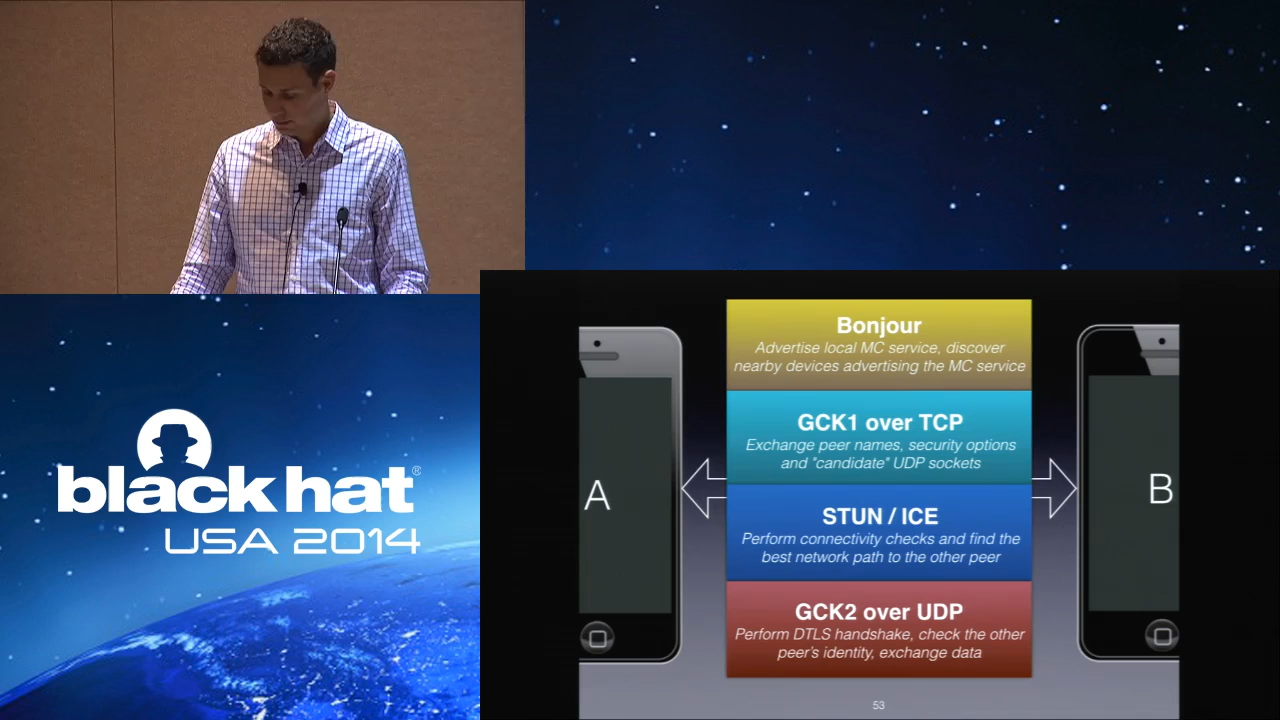 black hat®
USA 2014
Bonjour
Advertise local MC service, discover
nearby devices advertising the MC service
GCK1 over TCP
Exchange peer names, security options
and "candidate" UDP sockets
A
B
STUN / ICE
Perform connectivity checks and find the
best network path to the other peer
GCK2 over UDP
Perform DTLS handshake, check the other
peer's identity, exchange data
53